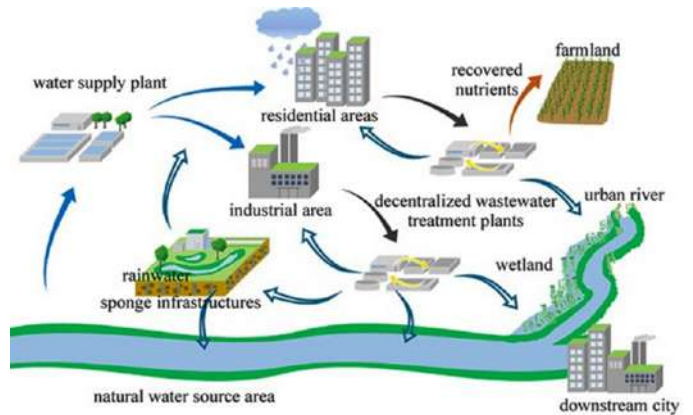 farmland
water supply plant
recovered
nutrients
residential areas
urban river
industrial area
decentralized wastewater
treatment plants
wetland
rainwater
sponge infrastructures
natural water source area
downstream city